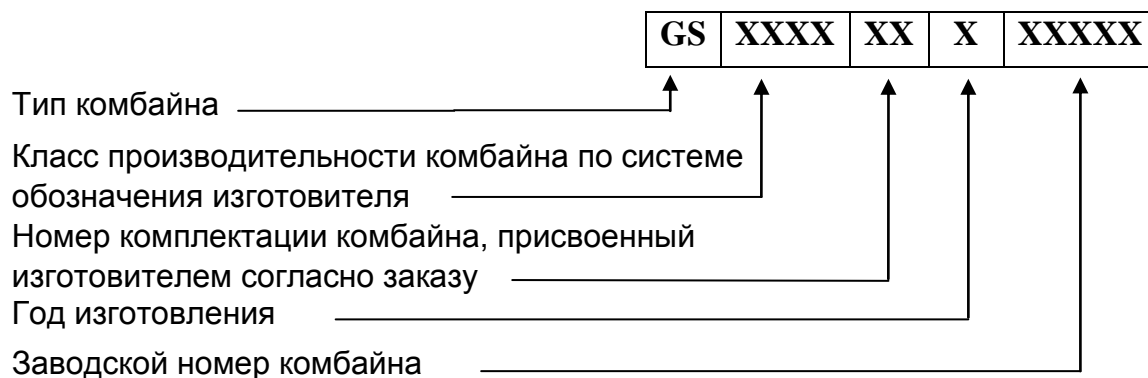 GS XXXX XX X XXXXX
Тип комбайна
Класс производительности комбайна по системе
обозначения изготовителя
Номер комплектации комбайна, присвоенный
изготовителем согласно заказу
Год изготовления
Заводской номер комбайна